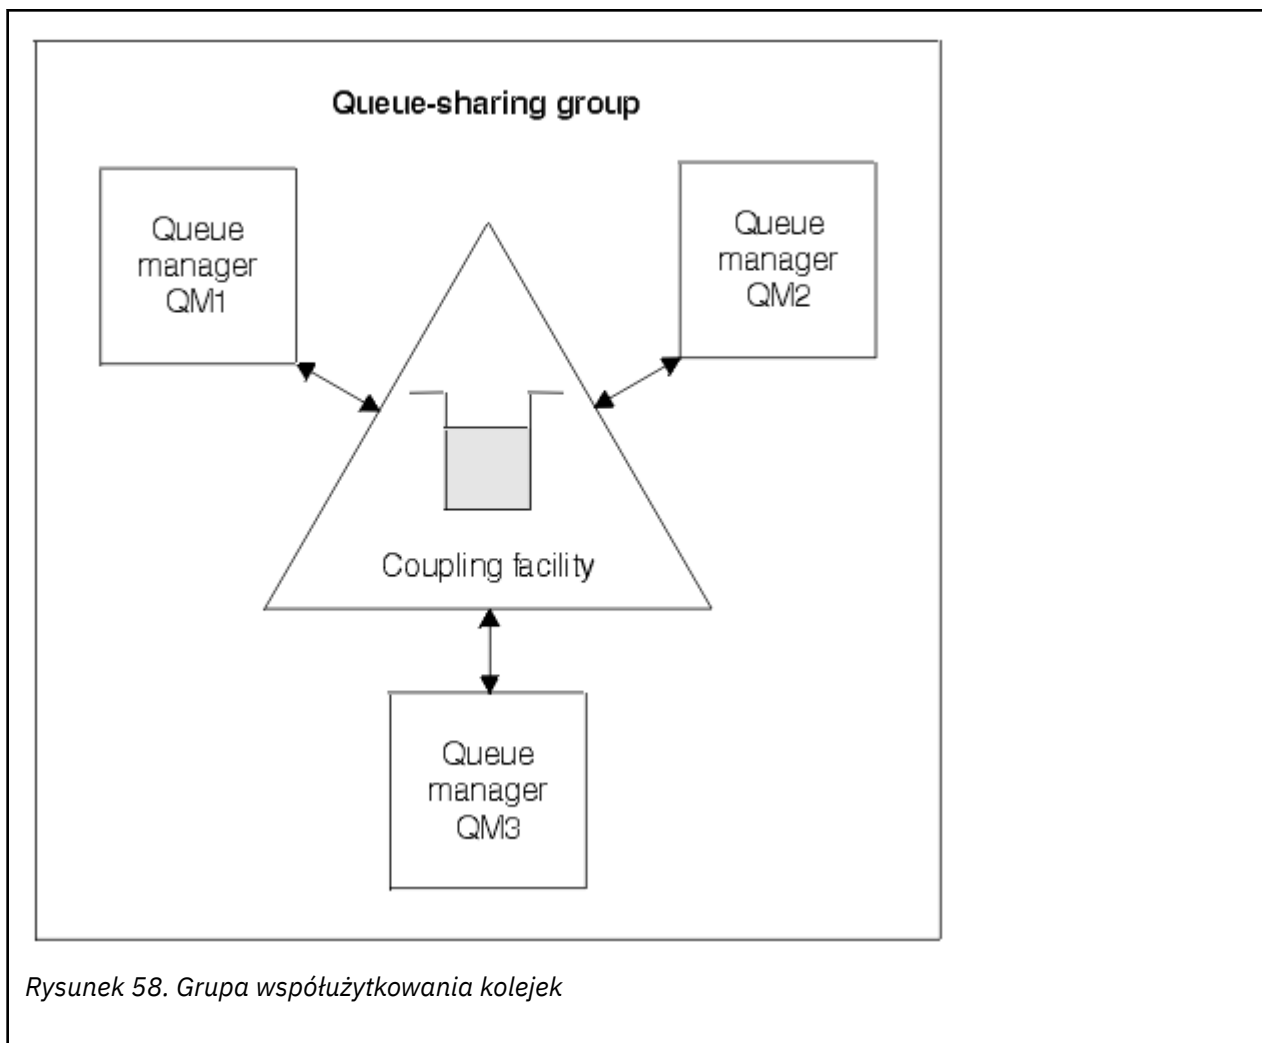 Queue-sharing group
Queue
manager
QM1
Queue
manager
QM2
Coupling facility
Queue
manager
QM3
Rysunek 58. Grupa współużytkowania kolejek